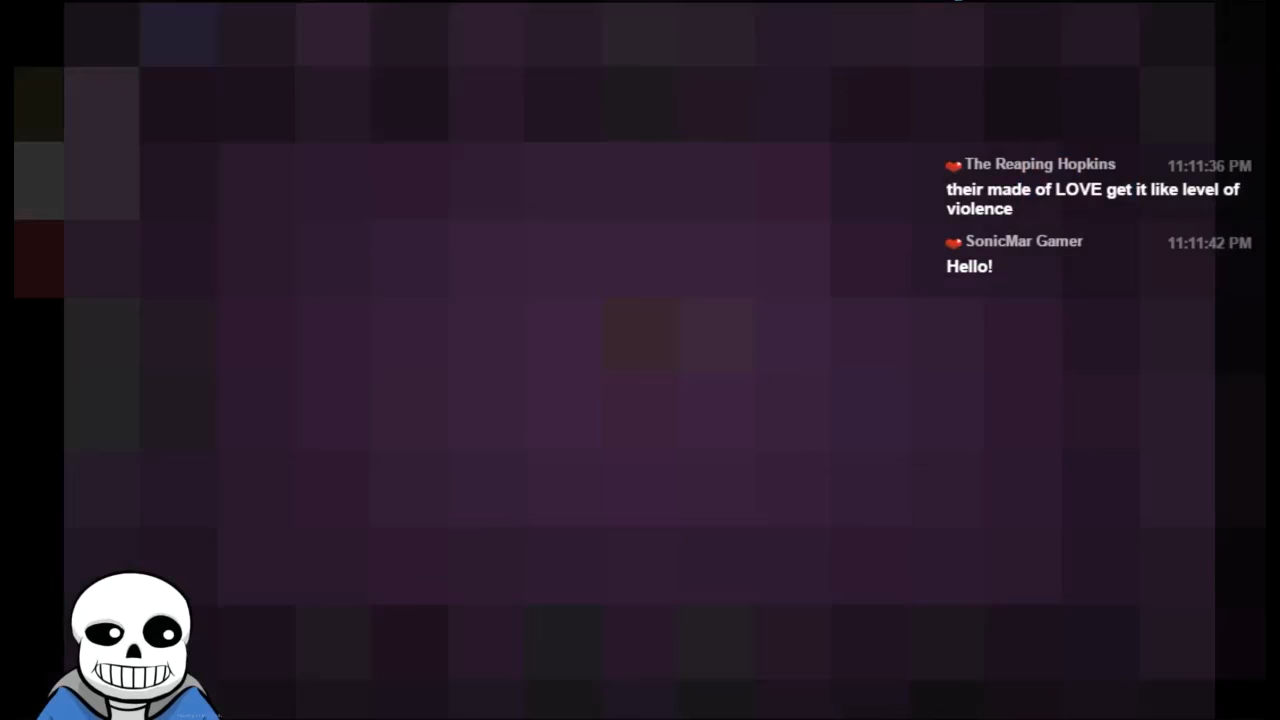 The Reaping Hopkins 11:11:36 PM
their made of LOVE get it like level of
violence
SonicMar Gamer 11:11:42 PM
Hello!